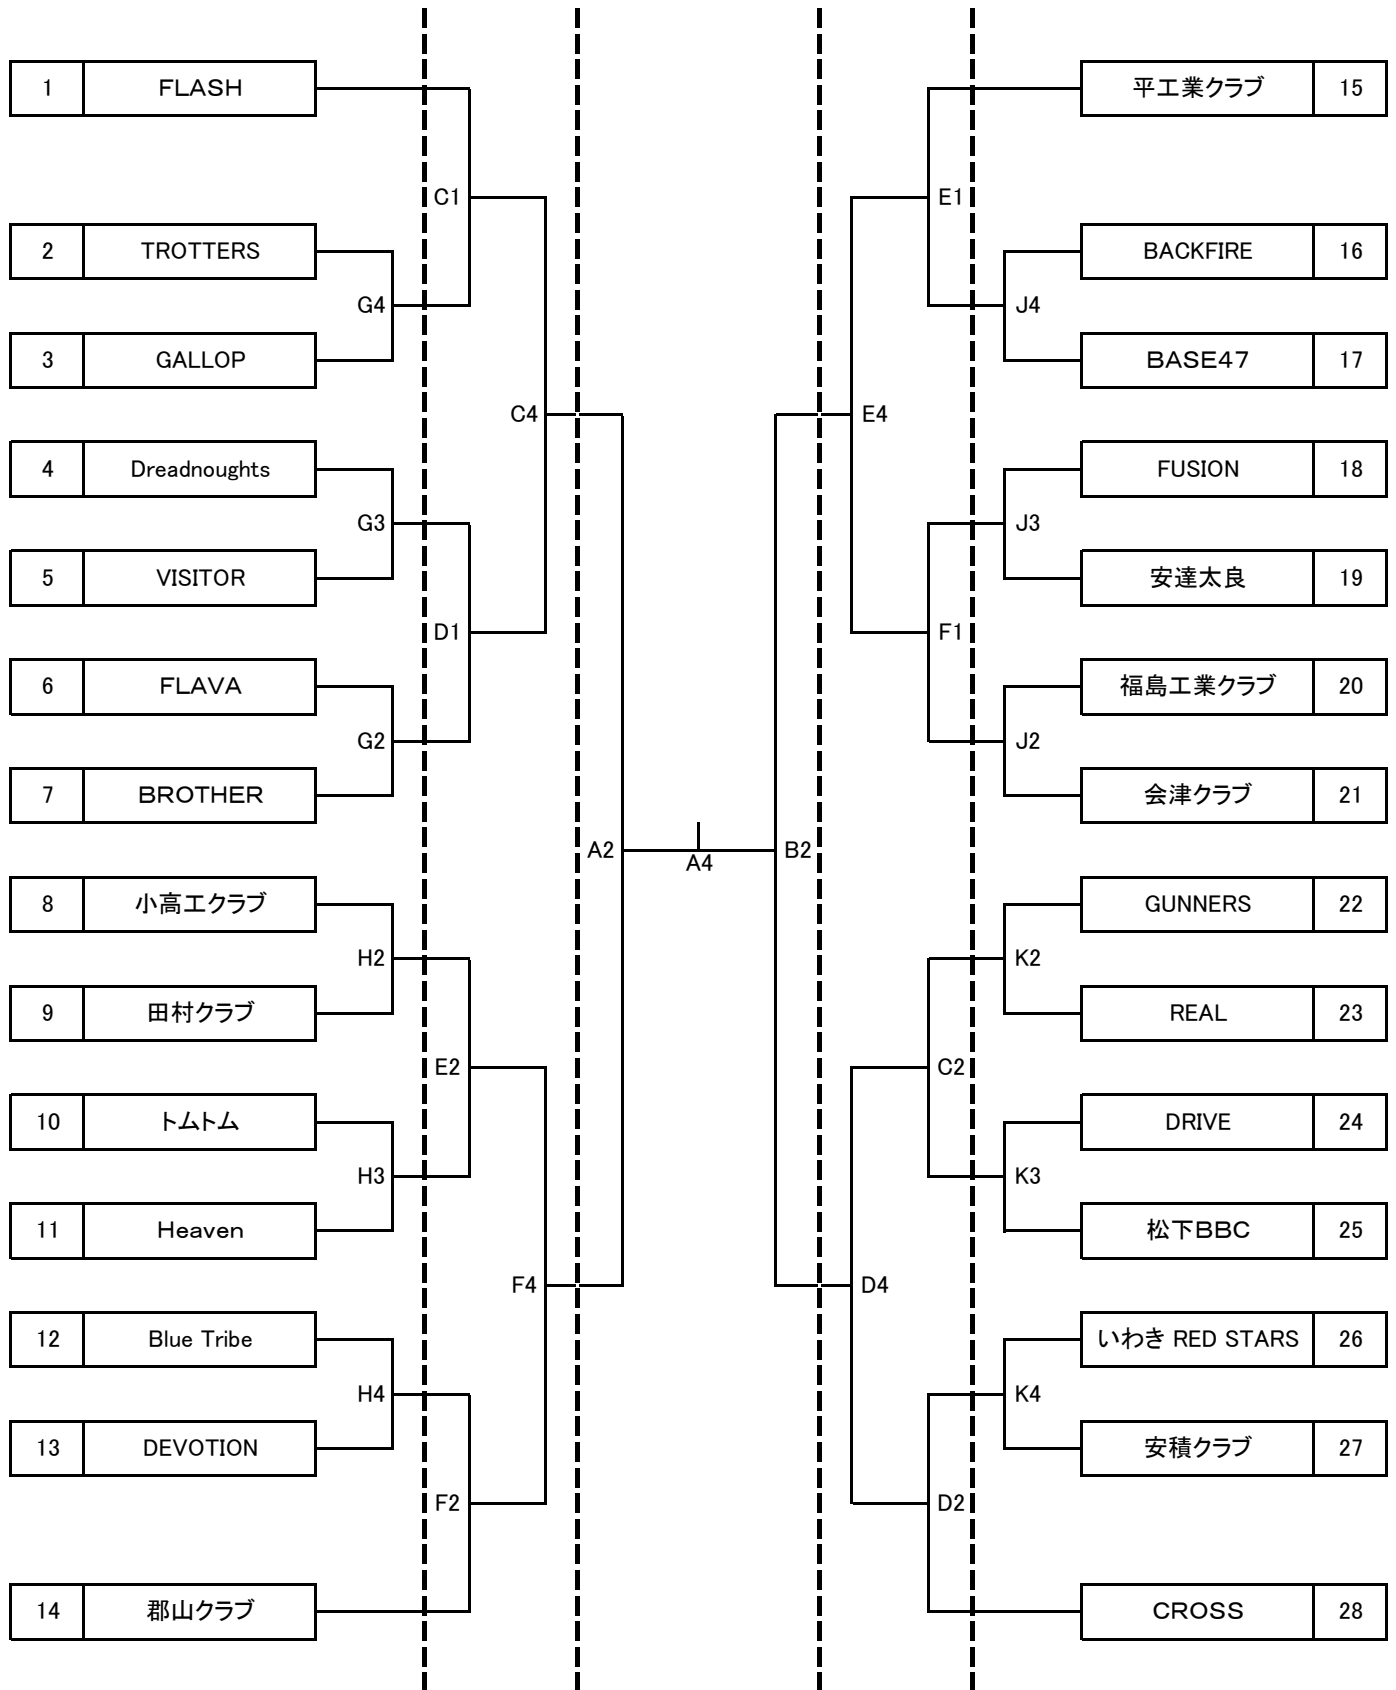 1 FLASH
C1
2 TROTTERS
G4
3 GALLOP
C4
4 Dreadnoughts
G3
5 VISITOR
D1
6 FLAVA
G2
7 BROTHER
A2
8 小高工クラブ
H2
9 田村クラブ
E2
10 トムトム
H3
11 Heaven
F4
12 Blue Tribe
H4
13 DEVOTION
F2
14 郡山クラブ
A4
平工業クラブ 15
E1
BACKFIRE 16
J4
BASE47 17
E4
FUSION 18
J3
安達太良 19
F1
福島工業クラブ 20
J2
会津クラブ 21
B2
GUNNERS 22
K2
REAL 23
C2
DRIVE 24
K3
松下BBC 25
D4
いわき RED STARS 26
K4
安積クラブ 27
D2
CROSS 28